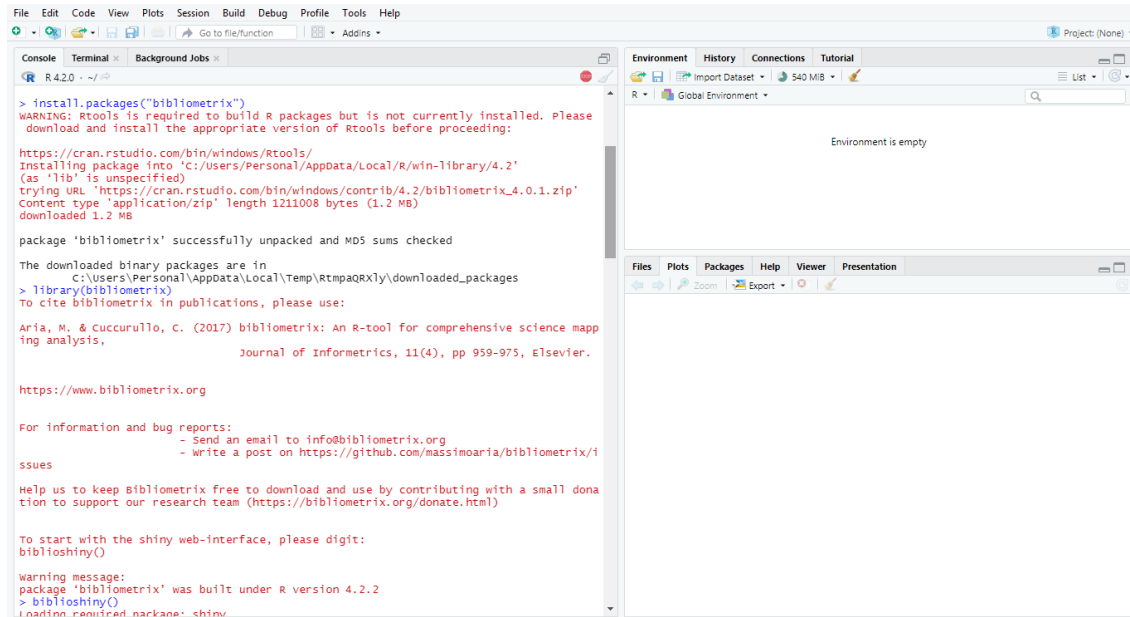 File Edit Code View Plots Session Build Debug Profile Tools Help
Go to file/function Addins Project: (None)
Console Terminal Background Jobs
R 4.2.0 · ~/
> install.packages("bibliometrix")
WARNING: Rtools is required to build R packages but is not currently installed. Please
download and install the appropriate version of Rtools before proceeding:
https://cran.rstudio.com/bin/windows/Rtools/
Installing package into ‘C:/Users/Personal/AppData/Local/R/win-library/4.2’
(as ‘lib’ is unspecified)
trying URL 'https://cran.rstudio.com/bin/windows/contrib/4.2/bibliometrix_4.0.1.zip'
Content type 'application/zip' length 1211008 bytes (1.2 MB)
downloaded 1.2 MB
package ‘bibliometrix’ successfully unpacked and MD5 sums checked
The downloaded binary packages are in
C:\Users\Personal\AppData\Local\Temp\RtmpaQRXly\downloaded_packages
> library(bibliometrix)
To cite bibliometrix in publications, please use:
Aria, M. & Cuccurullo, C. (2017) bibliometrix: An R-tool for comprehensive science mapp
ing analysis,
Journal of Informetrics, 11(4), pp 959-975, Elsevier.
https://www.bibliometrix.org
For information and bug reports:
- Send an email to info@bibliometrix.org
- Write a post on https://github.com/massimoaria/bibliometrix/i
ssues
Help us to keep Bibliometrix free to download and use by contributing with a small dona
tion to support our research team (https://bibliometrix.org/donate.html)
To start with the shiny web-interface, please digit:
biblioshiny()
Warning message:
package ‘bibliometrix’ was built under R version 4.2.2
> biblioshiny()
Loading required package: shiny
Environment History Connections Tutorial
Import Dataset 540 MiB List
R Global Environment
Environment is empty
Files Plots Packages Help Viewer Presentation
Zoom Export